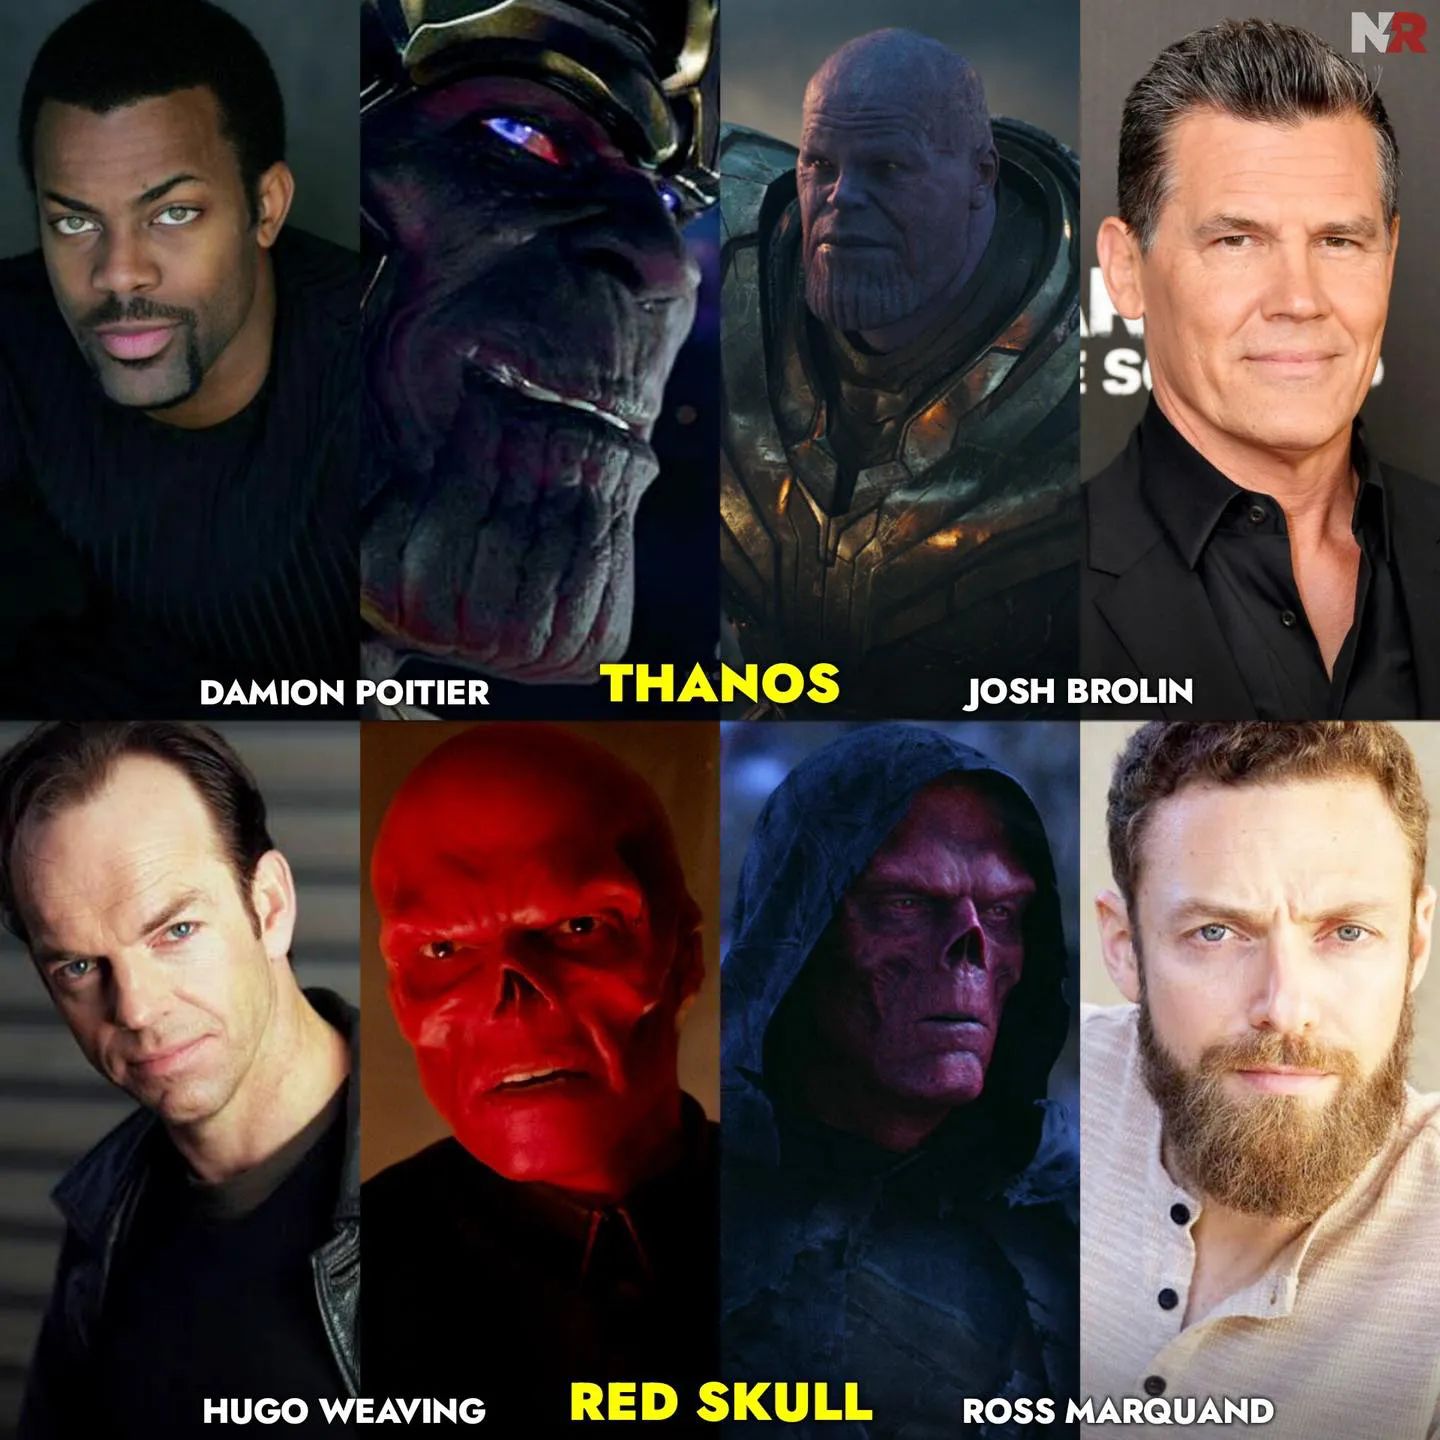 NR
DAMION POITIER
THANOS
JOSH BROLIN
HUGO WEAVING
RED SKULL
ROSS MARQUAND